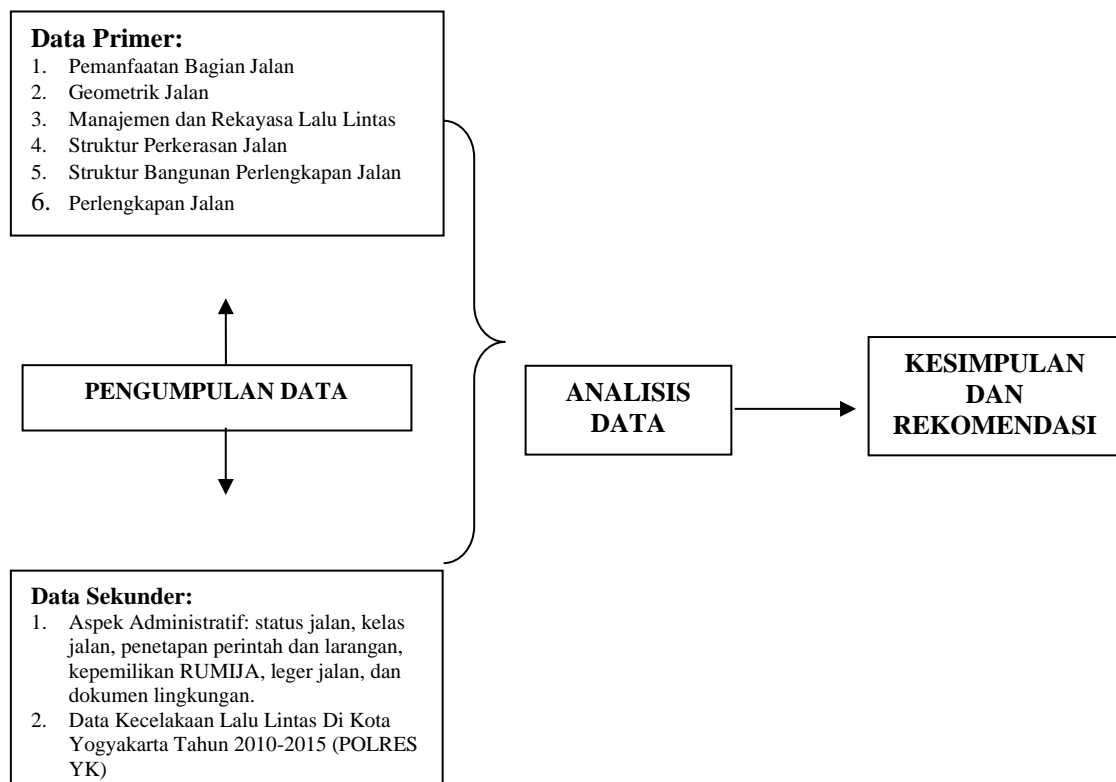 Data Primer:
1. Pemanfaatan Bagian Jalan
2. Geometrik Jalan
3. Manajemen dan Rekayasa Lalu Lintas
4. Struktur Perkerasan Jalan
5. Struktur Bangunan Perlengkapan Jalan
6. Perlengkapan Jalan
PENGUMPULAN DATA
ANALISIS
DATA
KESIMPULAN
DAN
REKOMENDASI
Data Sekunder:
1. Aspek Administratif: status jalan, kelas
jalan, penetapan perintah dan larangan,
kepemilikan RUMIJA, leger jalan, dan
dokumen lingkungan.
2. Data Kecelakaan Lalu Lintas Di Kota
Yogyakarta Tahun 2010-2015 (POLRES
YK)